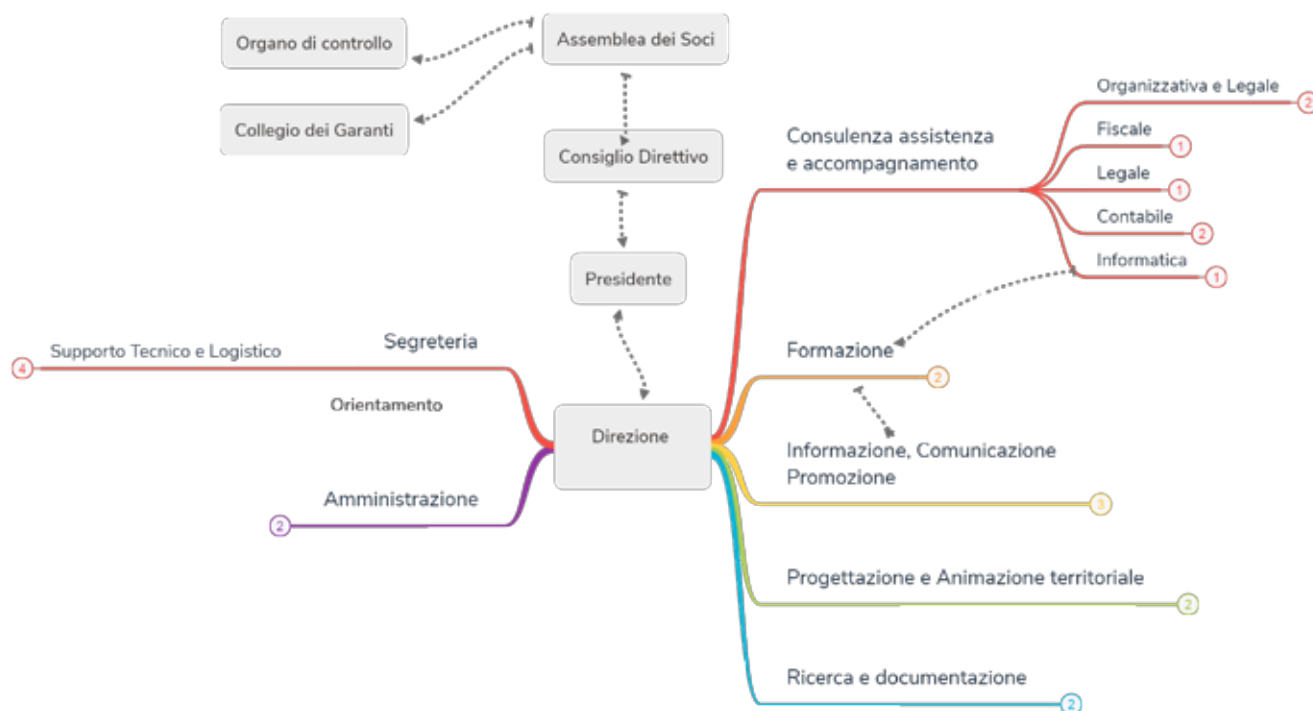 Organo di controllo
Assemblea dei Soci
Collegio dei Garanti
Consiglio Direttivo
Presidente
Direzione
Segreteria
Supporto Tecnico e Logistico
4
Orientamento
Amministrazione
2
Consulenza assistenza
e accompagnamento
Organizzativa e Legale
2
Fiscale
1
Legale
1
Contabile
2
Informatica
1
Formazione
2
Informazione, Comunicazione
Promozione
3
Progettazione e Animazione territoriale
2
Ricerca e documentazione
2